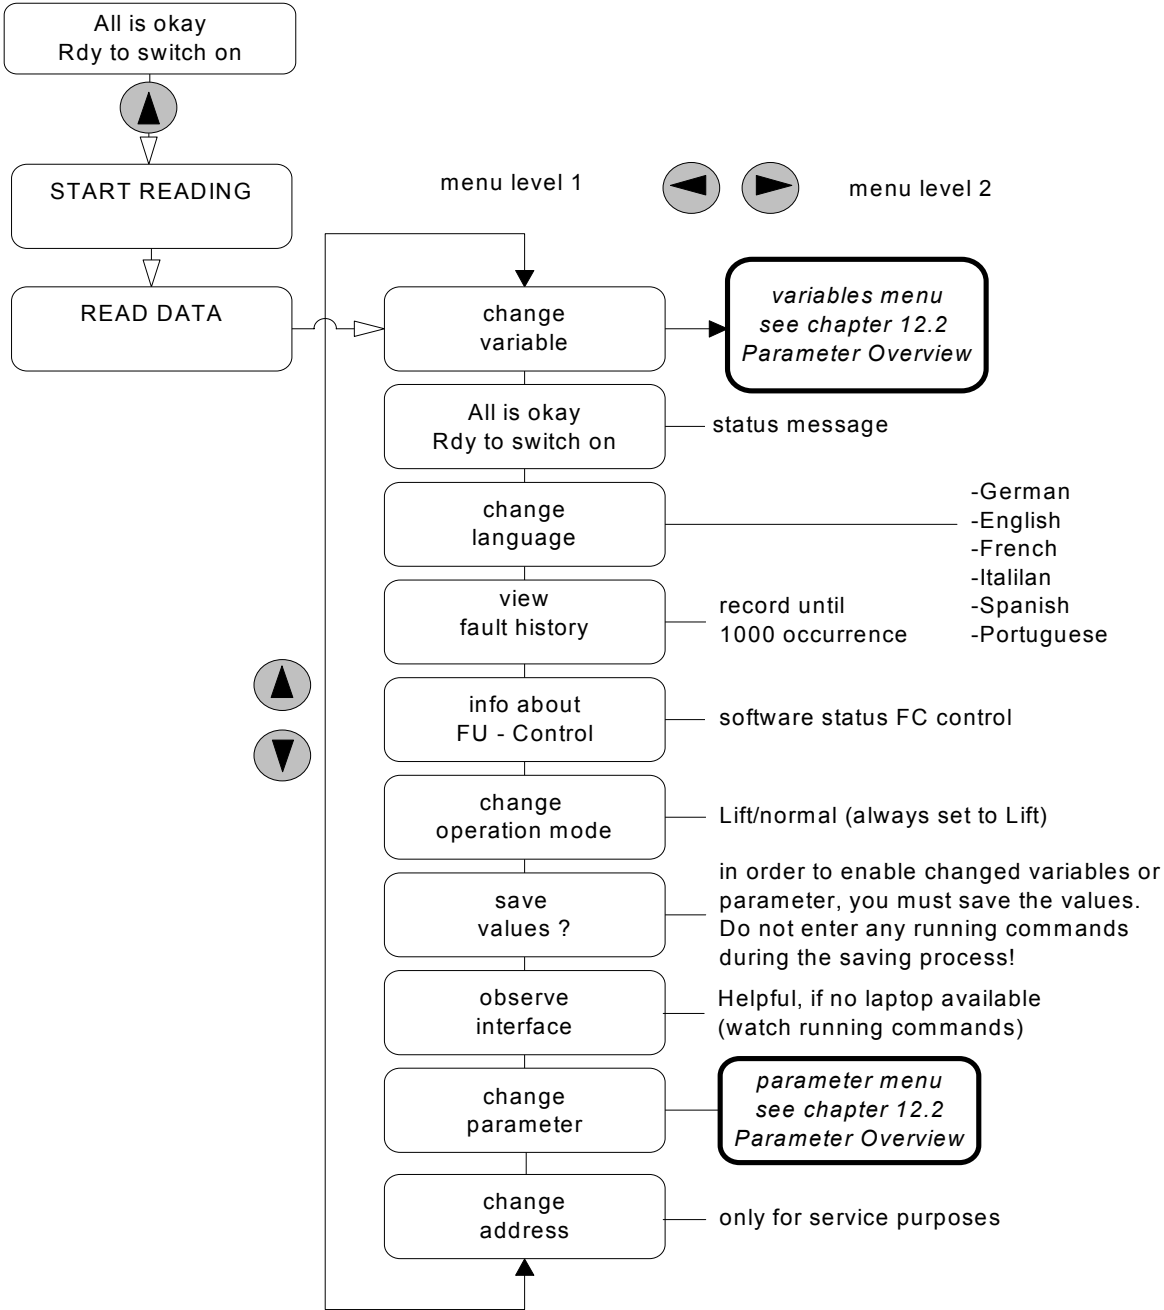 All is okay
Rdy to switch on
START READING
READ DATA
menu level 1
menu level 2
change
variable
variables menu
see chapter 12.2
Parameter Overview
All is okay
Rdy to switch on
status message
change
language
-German
-English
-French
-Italilan
-Spanish
-Portuguese
view
fault history
record until
1000 occurrence
info about
FU - Control
software status FC control
change
operation mode
Lift/normal (always set to Lift)
save
values ?
in order to enable changed variables or
parameter, you must save the values.
Do not enter any running commands
during the saving process!
observe
interface
Helpful, if no laptop available
(watch running commands)
change
parameter
parameter menu
see chapter 12.2
Parameter Overview
change
address
only for service purposes